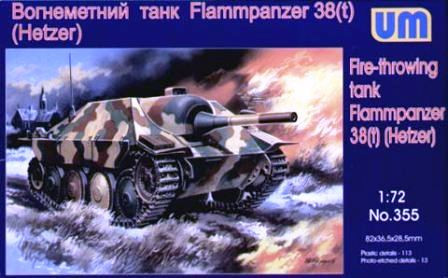 Вогнеметний танк Flammpanzer 38(t)
(Hetzer)
um
Fire-throwing
tank
Flammpanzer
38(t) (Hetzer)
1:72
No.355
82x36,5x28,5mm
Plastic details - 113
Photo-etched details - 13